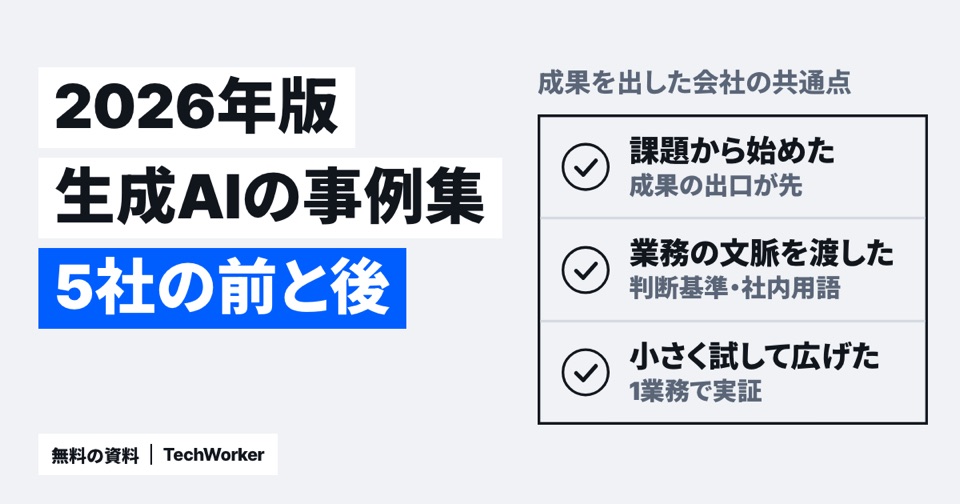 2026年版
生成AIの事例集
5社の前と後
無料の資料 | TechWorker
成果を出した会社の共通点
課題から始めた
成果の出口が先
業務の文脈を渡した
判断基準・社内用語
小さく試して広げた
1業務で実証